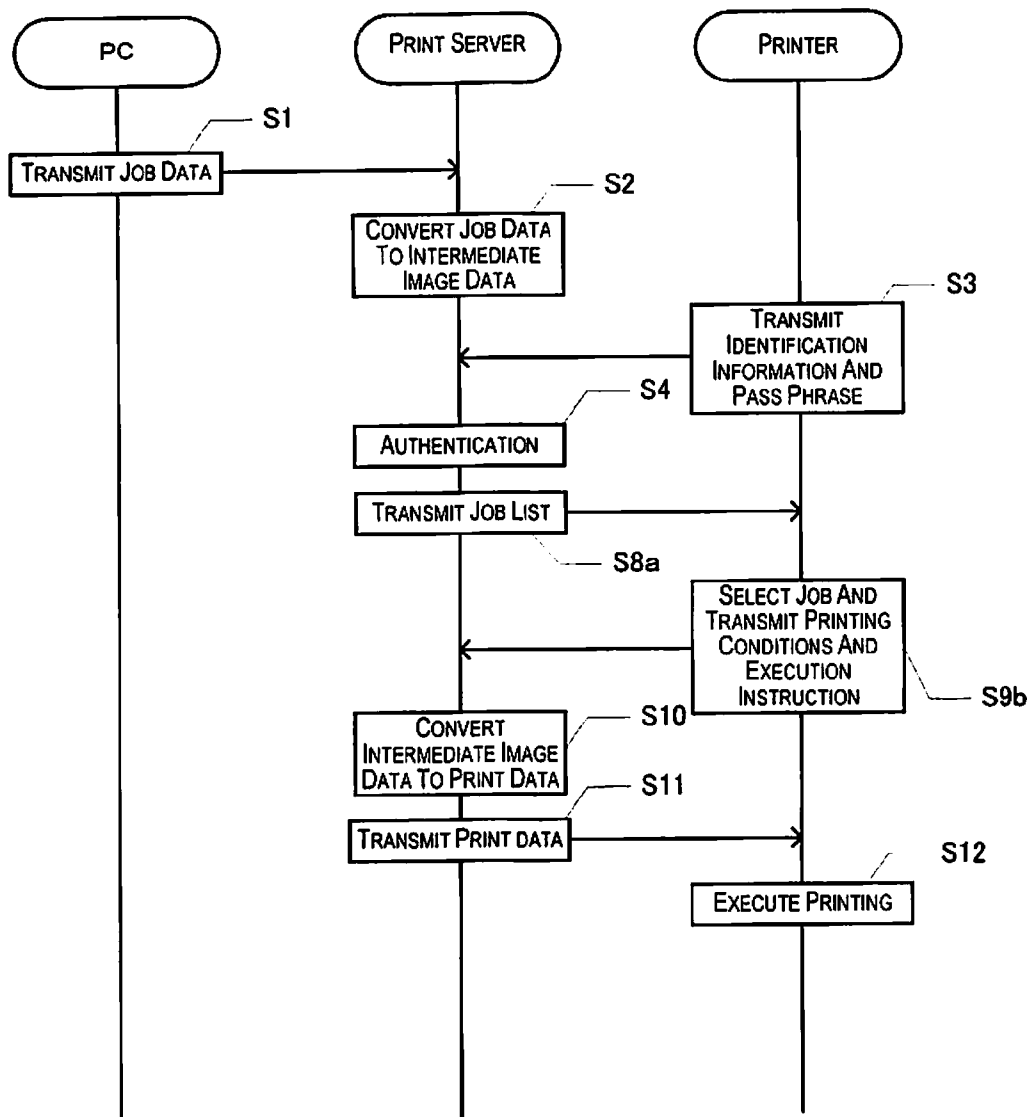 PC
PRINT SERVER
PRINTER
S1
TRANSMIT JOB DATA
S2
CONVERT JOB DATA
TO INTERMEDIATE
IMAGE DATA
S3
TRANSMIT
IDENTIFICATION
INFORMATION AND
PASS PHRASE
S4
AUTHENTICATION
TRANSMIT JOB LIST
S8a
SELECT JOB AND
TRANSMIT PRINTING
CONDITIONS AND
EXECUTION
INSTRUCTION
S9b
S10
CONVERT
INTERMEDIATE IMAGE
DATA TO PRINT DATA
S11
TRANSMIT PRINT DATA
S12
EXECUTE PRINTING